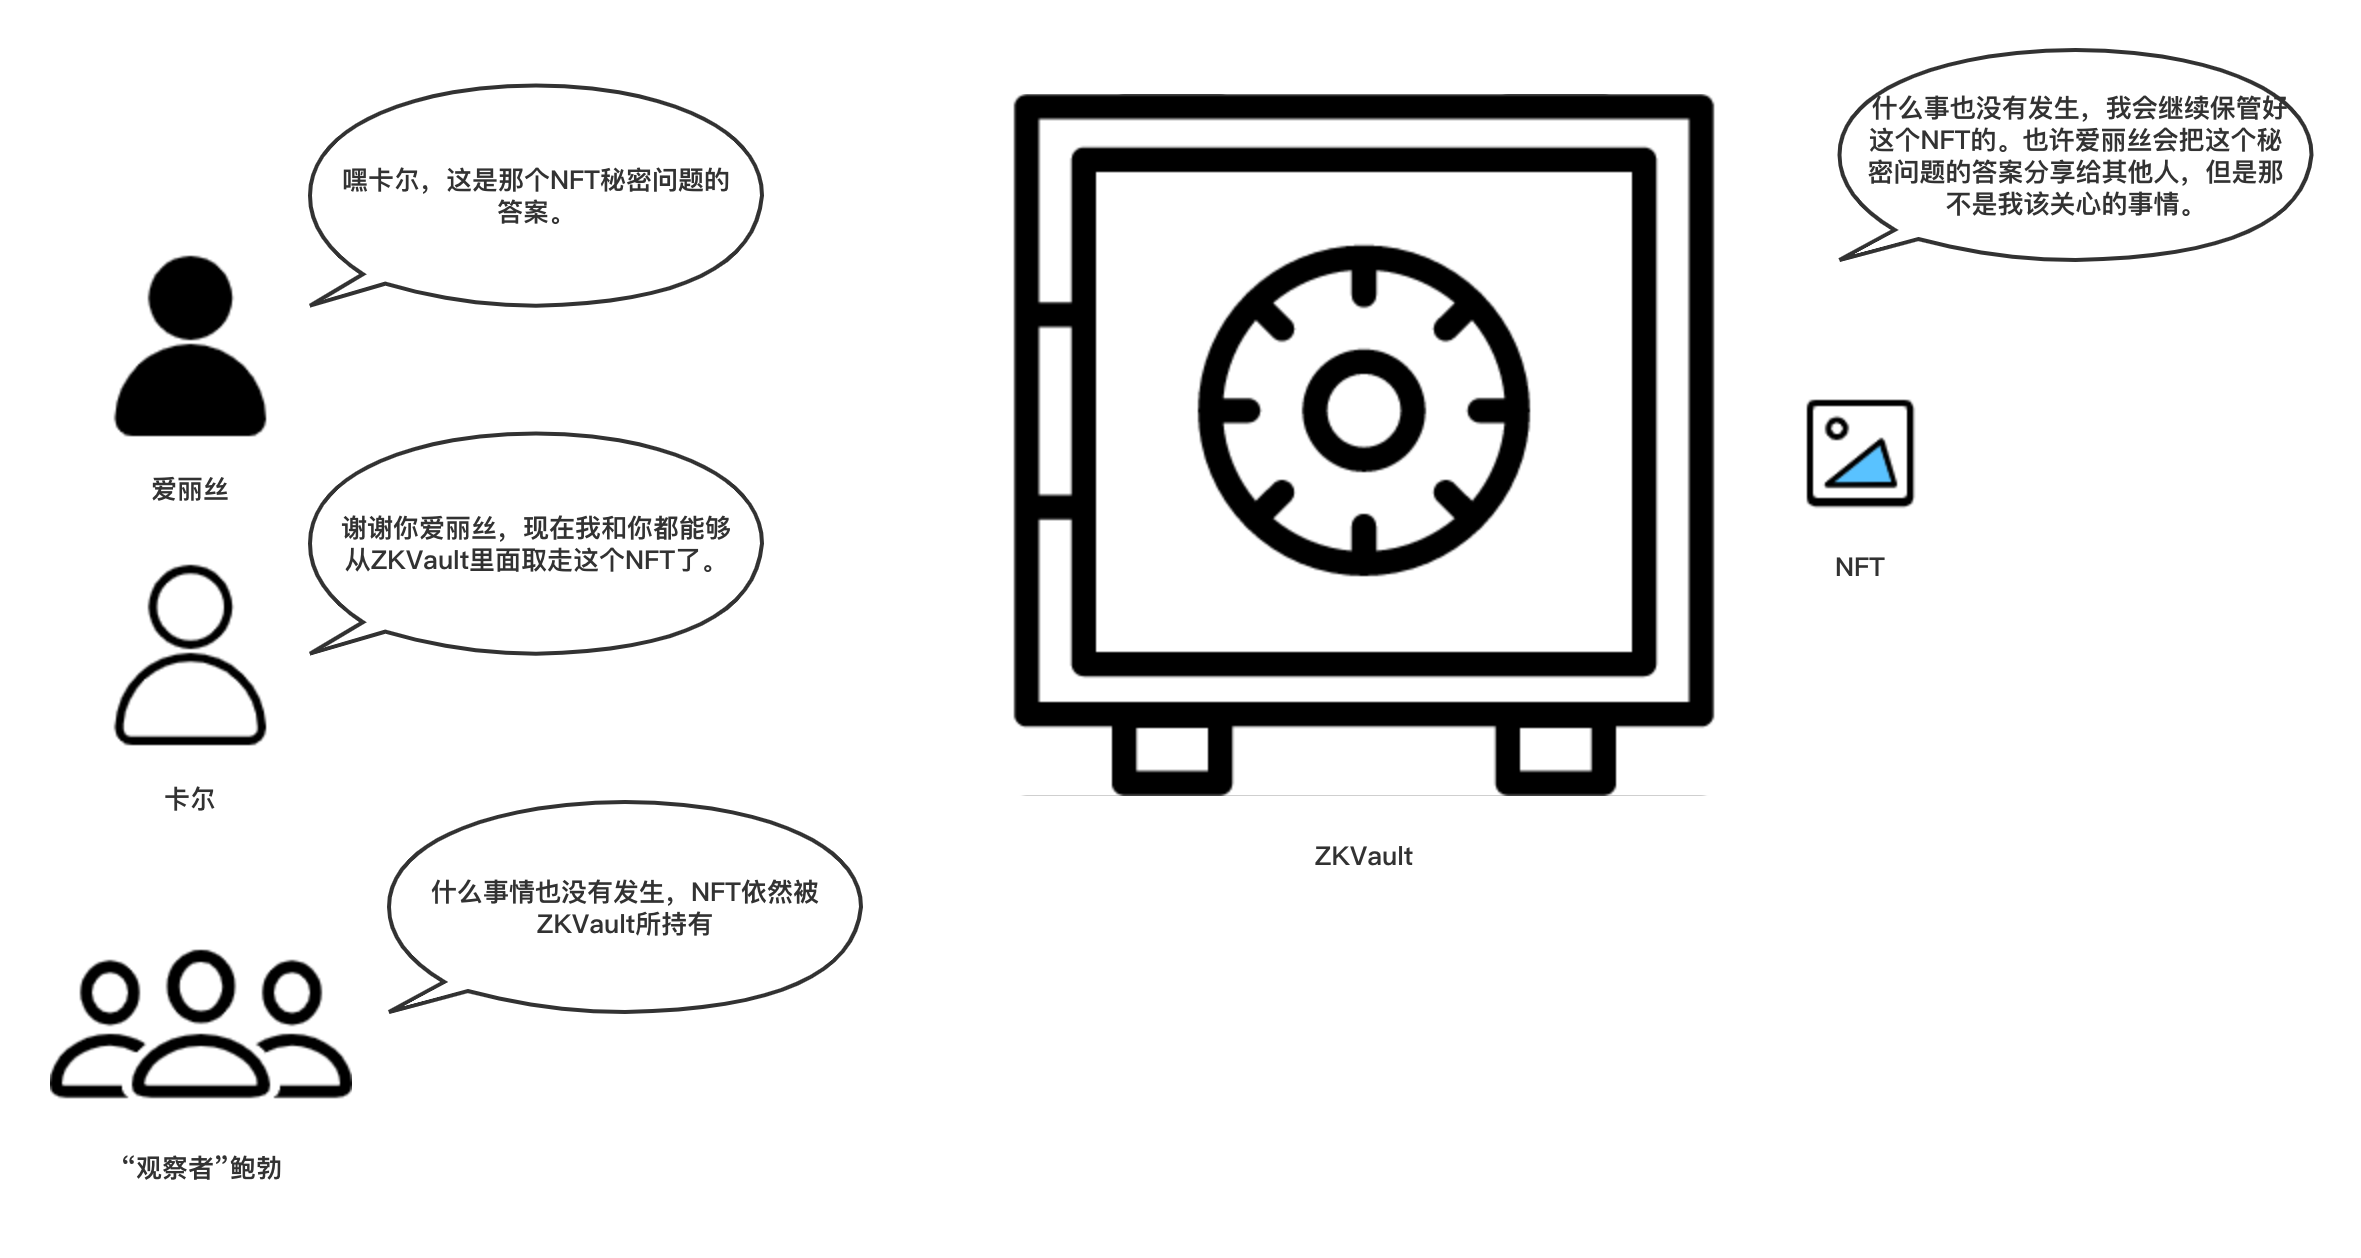 嘿卡尔，这是那个NFT秘密问题的
答案。
爱丽丝
谢谢你爱丽丝，现在我和你都能够
从ZKVault里面取走这个NFT了。
卡尔
什么事情也没有发生，NFT依然被
ZKVault所持有
“观察者”鲍勃
ZKVault
什么事也没有发生，我会继续保管好
这个NFT的。也许爱丽丝会把这个秘
密问题的答案分享给其他人，但是那
不是我该关心的事情。
NFT